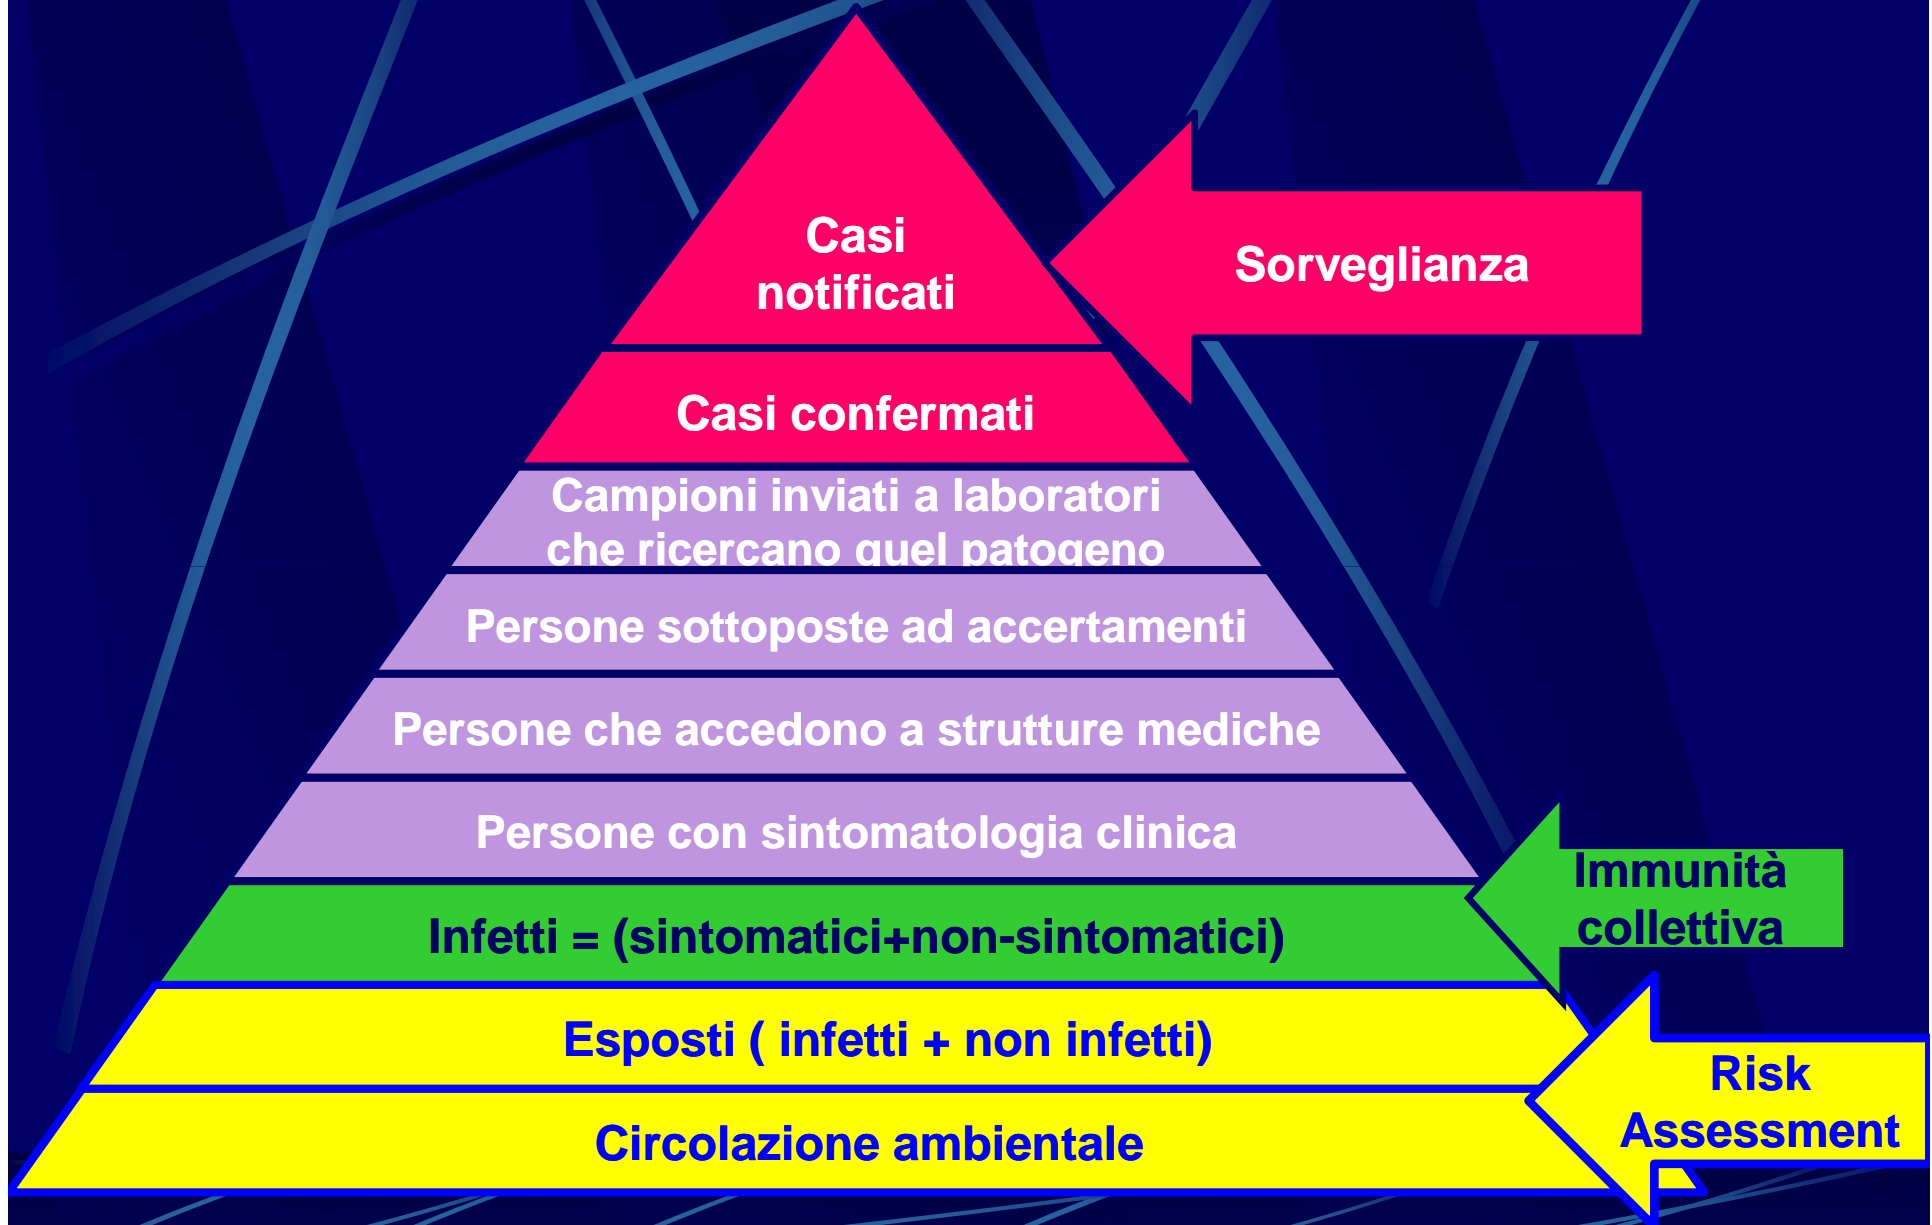 Casi
notificati
Sorveglianza
Casi confermati
Campioni inviati a laboratori
che ricercano quel patogeno
Persone sottoposte ad accertamenti
Persone che accedono a strutture mediche
Persone con sintomatologia clinica
Immunità
collettiva
Infetti = (sintomatici+non-sintomatici)
Esposti ( infetti + non infetti)
Risk
Assessment
Circolazione ambientale